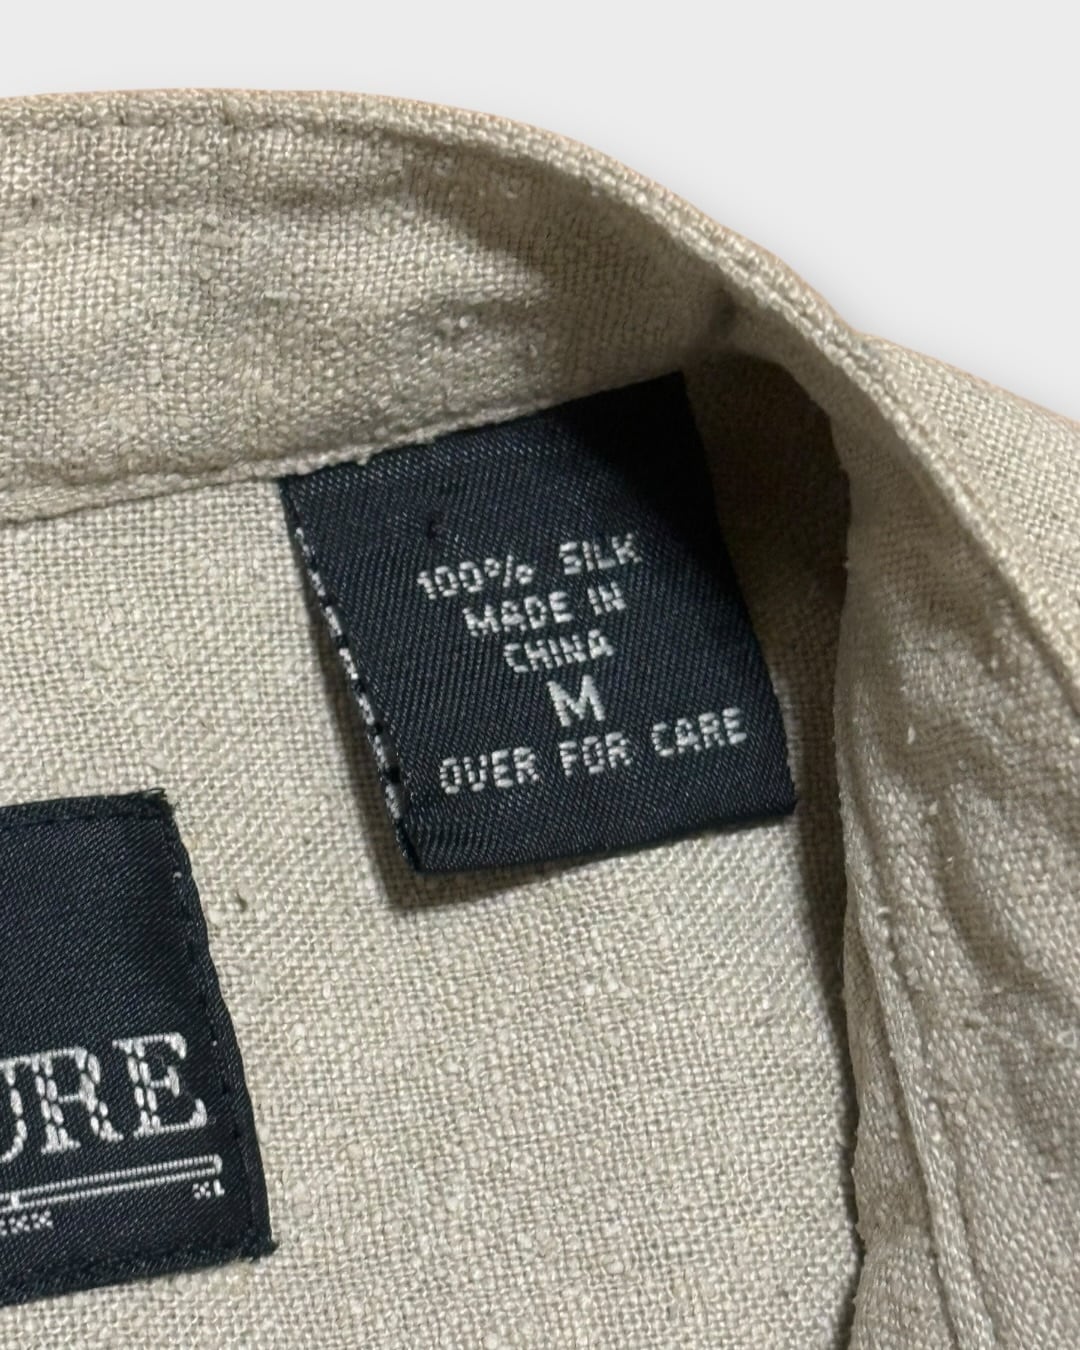 100% SILK
MADE IN
CHINA
M
OVER FOR CARE
URE